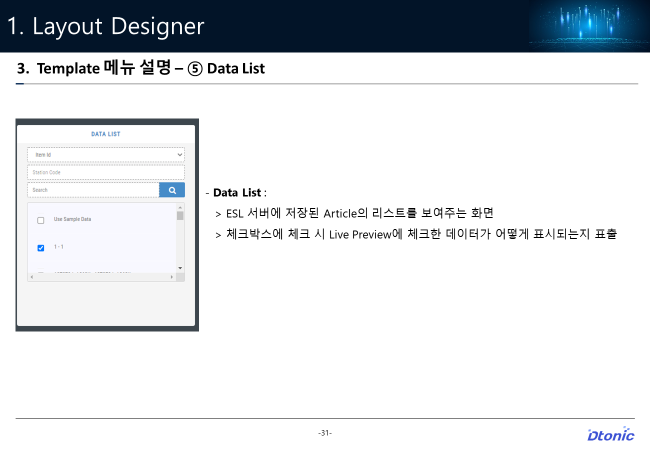 1. Layout Designer
3. Template 메뉴 설명 – ⑤ Data List
DATA LIST
Item Id
Station Code
Search
Use Sample Data
1 - 1
- Data List :
> ESL 서버에 저장된 Article의 리스트를 보여주는 화면
> 체크박스에 체크 시 Live Preview에 체크한 데이터가 어떻게 표시되는지 표출
-31-
Dtonic